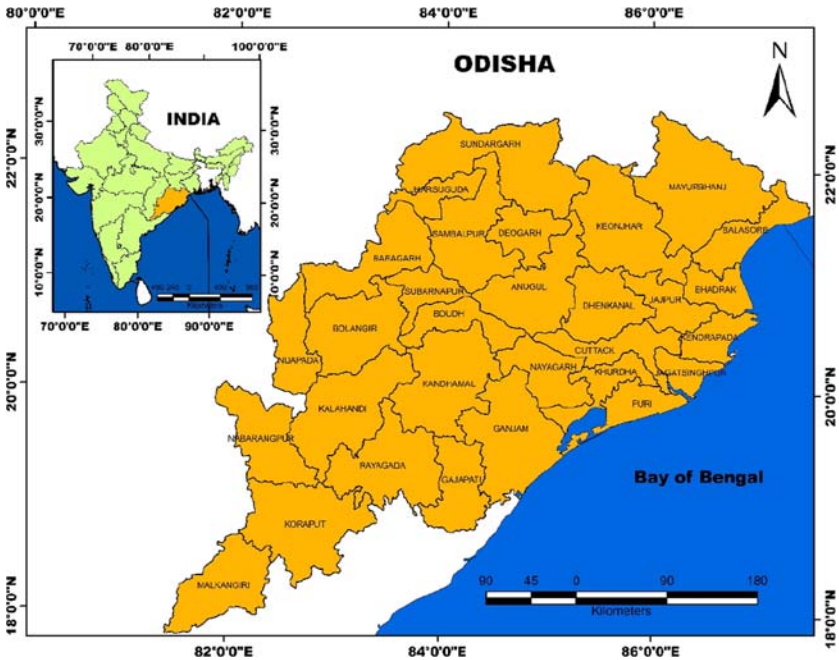 80°0'0"E
82°0'0"E
84°0'0"E
86°0'0"E
70°0'0"E
80°0'0"E
100°0'0"E
INDIA
30°0'0"N
20°0'0"N
10°0'0"N
30°0'0"N
20°0'0"N
10°0'0"N
Kilometers
70°0'0"E
80°0'0"E
90°0'0"E
ODISHA
N
22°0'0"N
22°0'0"N
SUNDARGARH
HARSUGUDA
MAYURBHANJ
SAMBALPUR
DEOGARH
KEONJHAR
BALASORE
BARAGARH
SUBARNAPUR
ANUGUL
BHADRAK
DHENKANAL
JAJPUR
BOLANGIR
BOUDH
KENDRAPADA
CUTTACK
NUAPADA
NAYAGARH
KHURDHA
JAGATSINGHPUR
KANDHAMAL
20°0'0"N
20°0'0"N
KALAHANDI
PURI
NABARANGPUR
GANJAM
RAYAGADA
GAJAPATI
Bay of Bengal
KORAPUT
MALKANGIRI
90 45 0 90 180
Kilometers
18°0'0"N
18°0'0"N
82°0'0"E
84°0'0"E
86°0'0"E